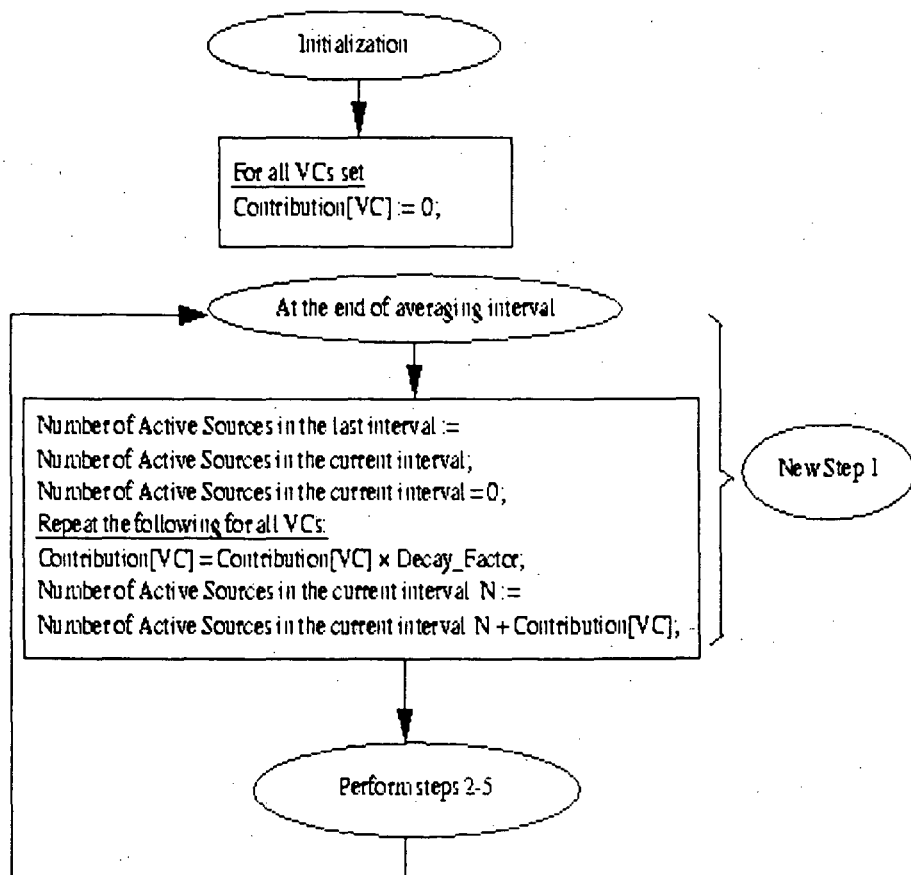 Initialization
For all VCs set
Contribution[VC] := 0;
At the end of averaging interval
Number of Active Sources in the last interval :=
Number of Active Sources in the current interval;
Number of Active Sources in the current interval = 0;
Repeat the following for all VCs:
Contribution[VC] = Contribution[VC] × Decay_Factor;
Number of Active Sources in the current interval N :=
Number of Active Sources in the current interval N + Contribution[VC];
New Step 1
Perform steps 2-5